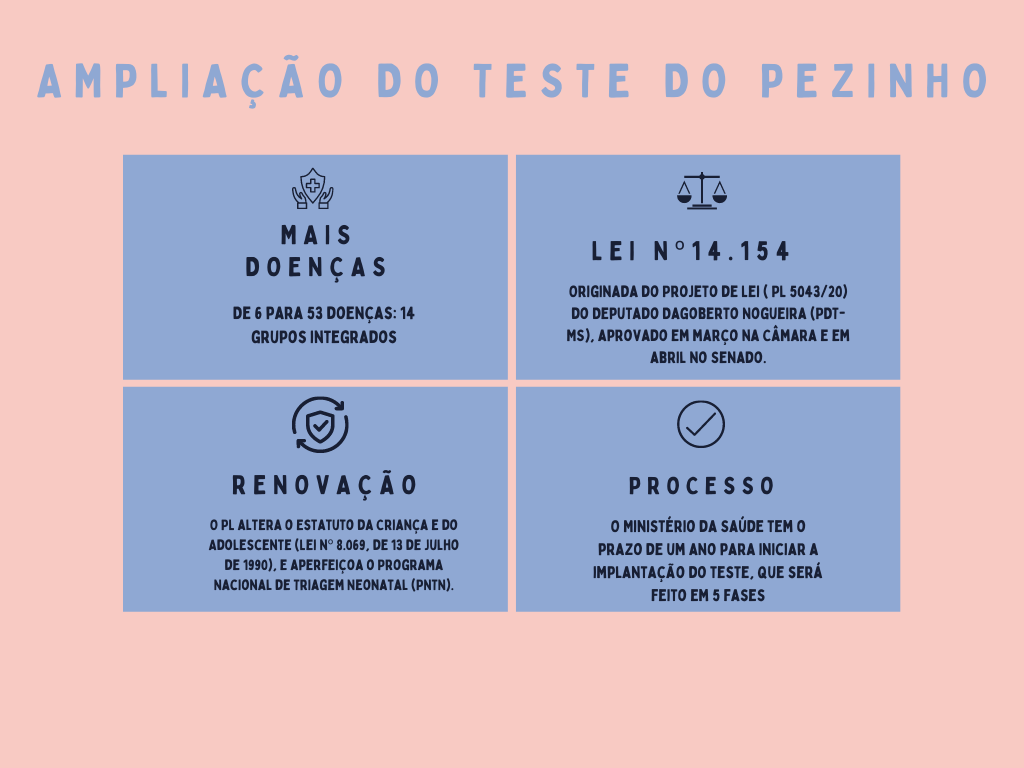 AMPLIAÇÃO DO TESTE DO PEZINHO
MAIS
DOENÇAS
DE 6 PARA 53 DOENÇAS: 14
GRUPOS INTEGRADOS
LEI Nº14.154
ORIGINADA DO PROJETO DE LEI ( PL 5043/20)
DO DEPUTADO DAGOBERTO NOGUEIRA (PDT-
MS), APROVADO EM MARÇO NA CÂMARA E EM
ABRIL NO SENADO.
RENOVAÇÃO
O PL ALTERA O ESTATUTO DA CRIANÇA E DO
ADOLESCENTE (LEI Nº 8.069, DE 13 DE JULHO
DE 1990), E APERFEIÇOA O PROGRAMA
NACIONAL DE TRIAGEM NEONATAL (PNTN).
PROCESSO
O MINISTÉRIO DA SAÚDE TEM O
PRAZO DE UM ANO PARA INICIAR A
IMPLANTAÇÃO DO TESTE, QUE SERÁ
FEITO EM 5 FASES